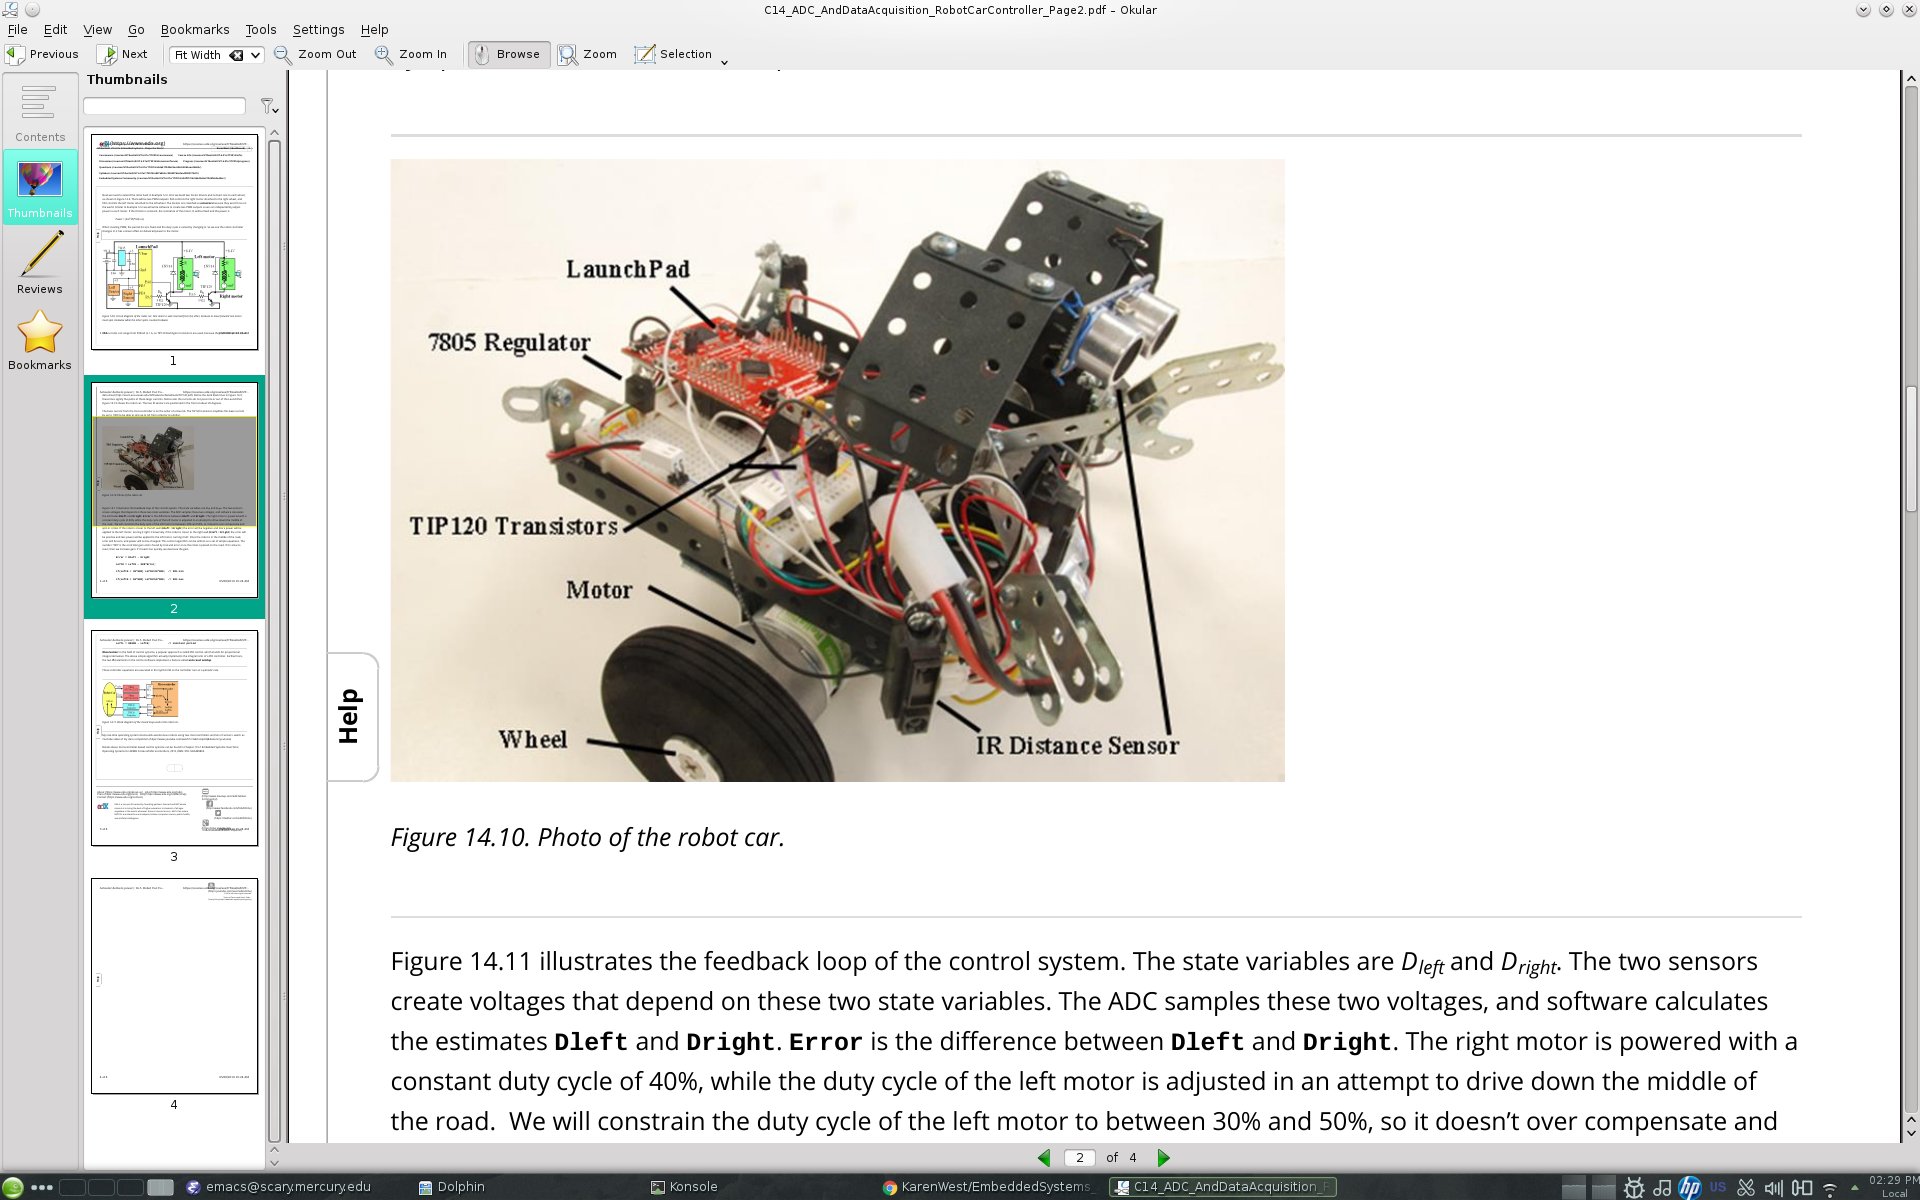 C14_ADC_AndDataAcquisition_RobotCarController_Page2.pdf – Okular
File Edit View Go Bookmarks Tools Settings Help
Previous Next Fit Width Zoom Out Zoom In Browse Zoom Selection
Thumbnails
Contents
Thumbnails
Reviews
Bookmarks
1
2
3
4
LaunchPad
7805 Regulator
TIP120 Transistors
Motor
Wheel
IR Distance Sensor
Help
Figure 14.10. Photo of the robot car.
Figure 14.11 illustrates the feedback loop of the control system. The state variables are Dleft and Dright. The two sensors
create voltages that depend on these two state variables. The ADC samples these two voltages, and software calculates
the estimates Dleft and Dright. Error is the difference between Dleft and Dright. The right motor is powered with a
constant duty cycle of 40%, while the duty cycle of the left motor is adjusted in an attempt to drive down the middle of
the road. We will constrain the duty cycle of the left motor to between 30% and 50%, so it doesn’t over compensate and
2 of 4
emacs@scary.mercury.edu Dolphin Konsole KarenWest/EmbeddedSystems C14_ADC_AndDataAcquisition_ US 02:29 PM
Local